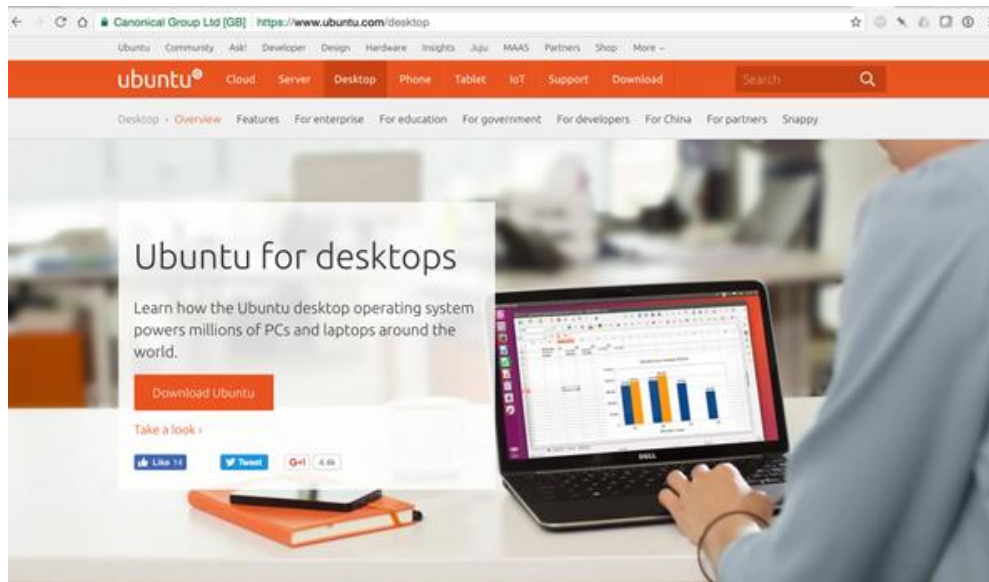 Canonical Group Ltd [GB] https://www.ubuntu.com/desktop
Ubuntu Community Ask! Developer Design Hardware Insights Juju MAAS Partners Shop More
ubuntu Cloud Server Desktop Phone Tablet IoT Support Download Search
Desktop › Overview Features For enterprise For education For government For developers For China For partners Snappy
Ubuntu for desktops
Learn how the Ubuntu desktop operating system
powers millions of PCs and laptops around the
world.
Download Ubuntu
Take a look ›
Like 14 Tweet G+1 4.4k
DELL